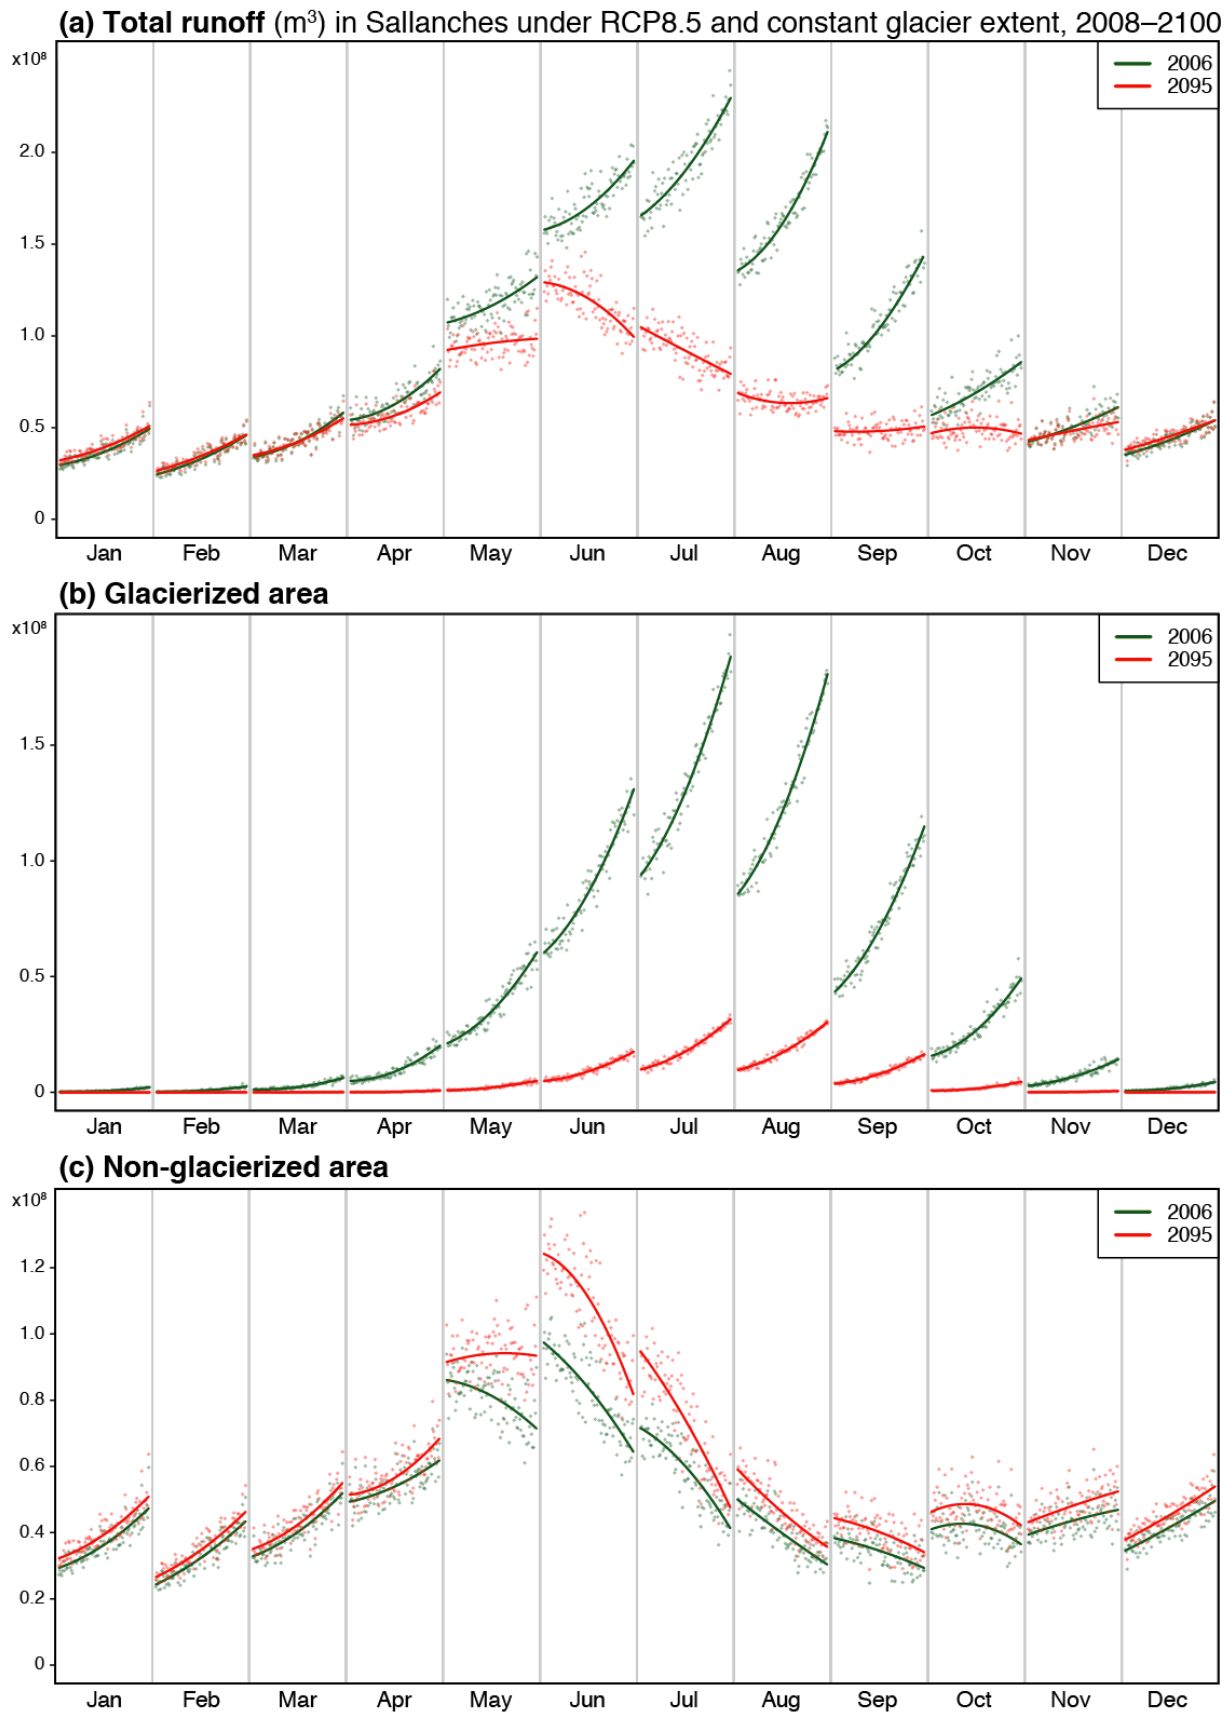 (a) Total runoff (m³) in Sallanches under RCP8.5 and constant glacier extent, 2008–2100
x10⁸
2006
2095
2.0
1.5
1.0
0.5
0
Jan Feb Mar Apr May Jun Jul Aug Sep Oct Nov Dec
(b) Glacierized area
x10⁸
2006
2095
1.5
1.0
0.5
0
Jan Feb Mar Apr May Jun Jul Aug Sep Oct Nov Dec
(c) Non-glacierized area
x10⁸
2006
2095
1.2
1.0
0.8
0.6
0.4
0.2
0
Jan Feb Mar Apr May Jun Jul Aug Sep Oct Nov Dec